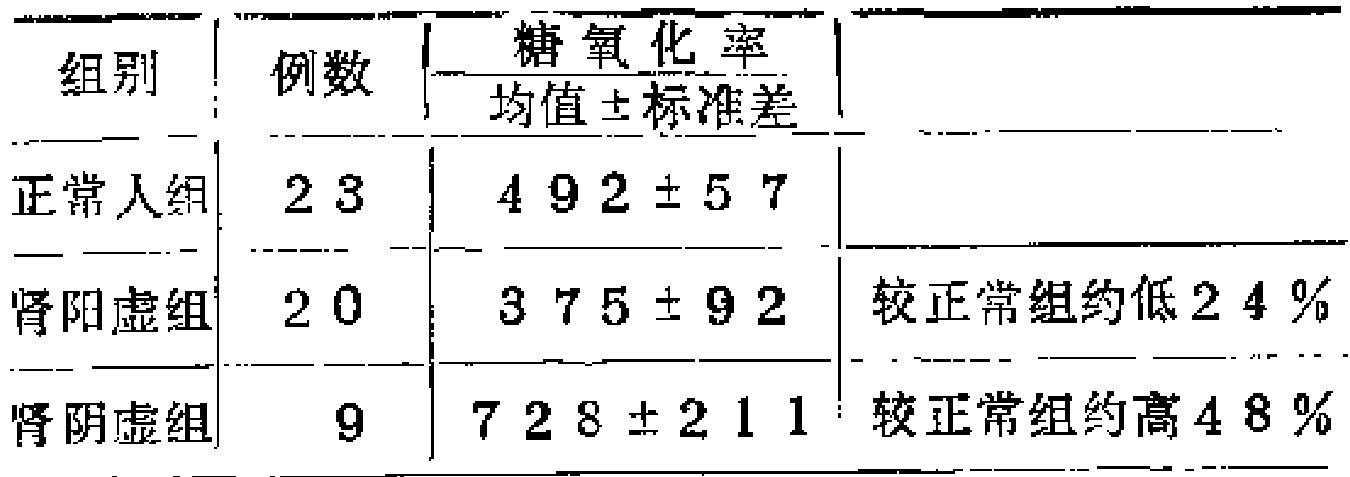 组别 例数 糖氧化率
均值±标准差
正常人组 23 492±57
肾阳虚组 20 375±92 较正常组约低24%
肾阴虚组 9 728±211 较正常组约高48%